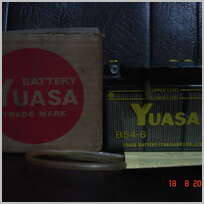 BATTERY
YUASA
TRADE MARK
YUASA
B54-6
18 8 20